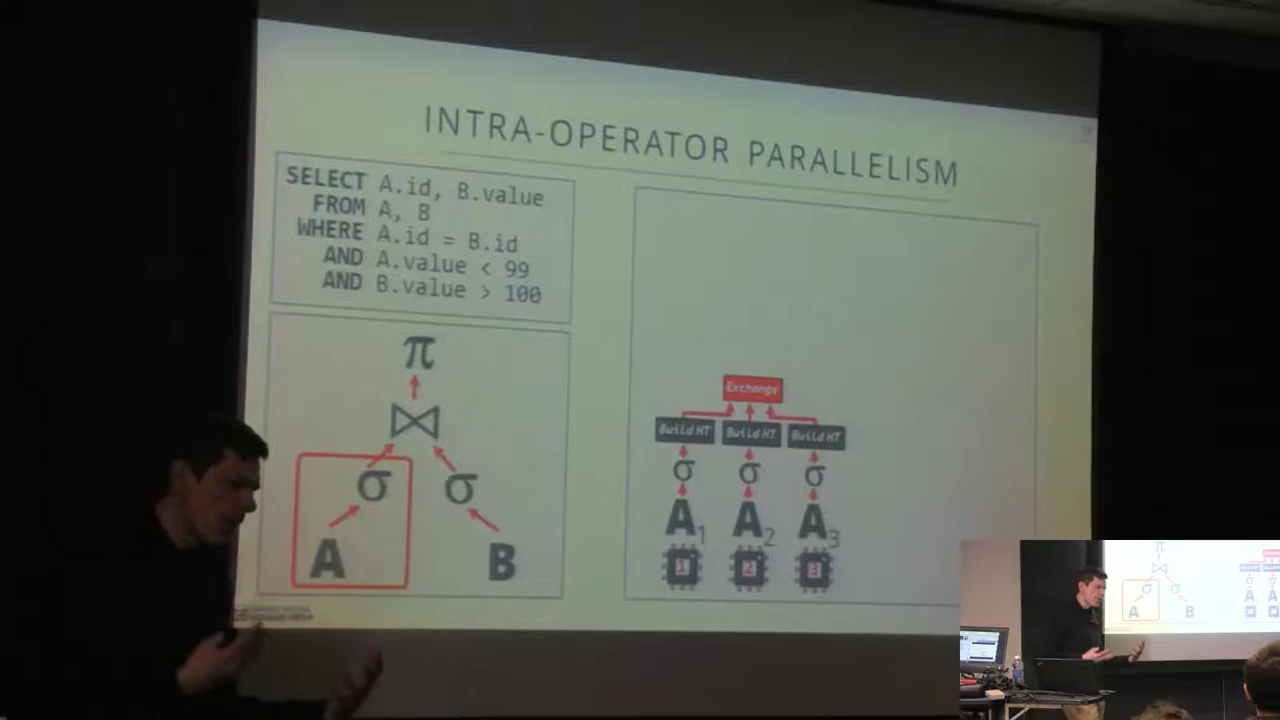 INTRA-OPERATOR PARALLELISM
SELECT A.id, B.value
FROM A, B
WHERE A.id = B.id
AND A.value < 99
AND B.value > 100
π
⋈
σ σ
A B
Exchange
Build HT Build HT Build HT
σ σ σ
A1 A2 A3
1 2 3
π
⋈
σ σ
A B